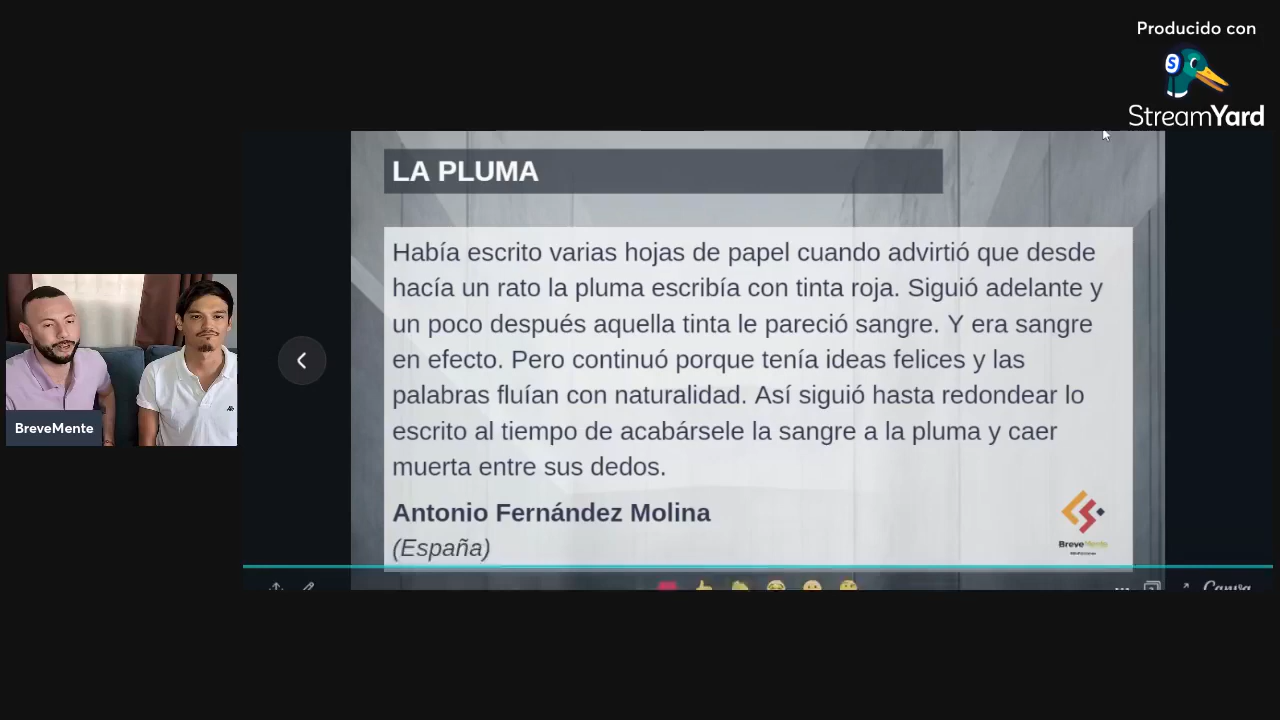 Producido con
StreamYard
LA PLUMA
Había escrito varias hojas de papel cuando advirtió que desde
hacía un rato la pluma escribía con tinta roja. Siguió adelante y
un poco después aquella tinta le pareció sangre. Y era sangre
en efecto. Pero continuó porque tenía ideas felices y las
palabras fluían con naturalidad. Así siguió hasta redondear lo
escrito al tiempo de acabársele la sangre a la pluma y caer
muerta entre sus dedos.
Antonio Fernández Molina
(España)
BreveMente
BreveMente
Canva